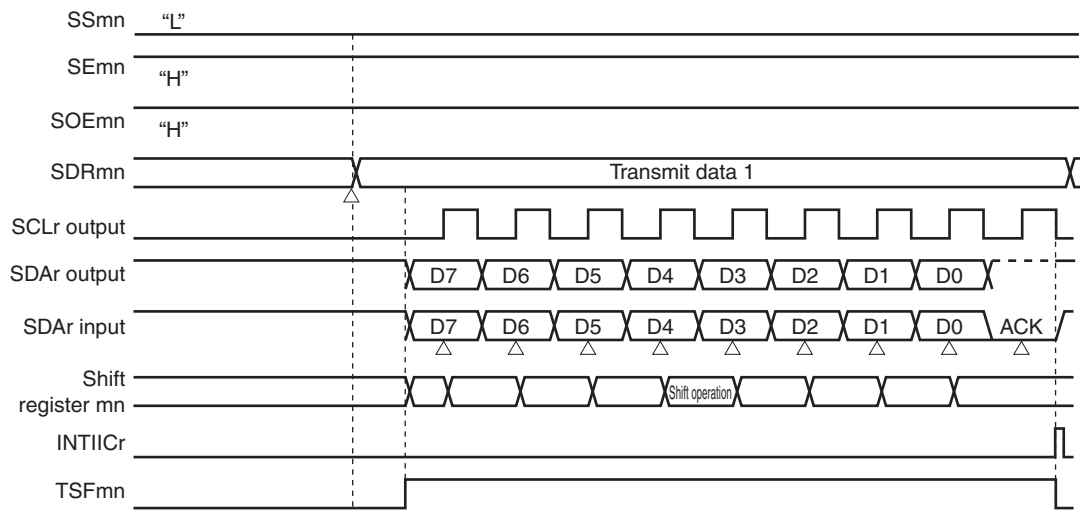 SSmn “L”
SEmn “H”
SOEmn “H”
SDRmn Transmit data 1
SCLr output
SDAr output D7 D6 D5 D4 D3 D2 D1 D0
SDAr input D7 D6 D5 D4 D3 D2 D1 D0 ACK
Shift
register mn Shift operation
INTIICr
TSFmn